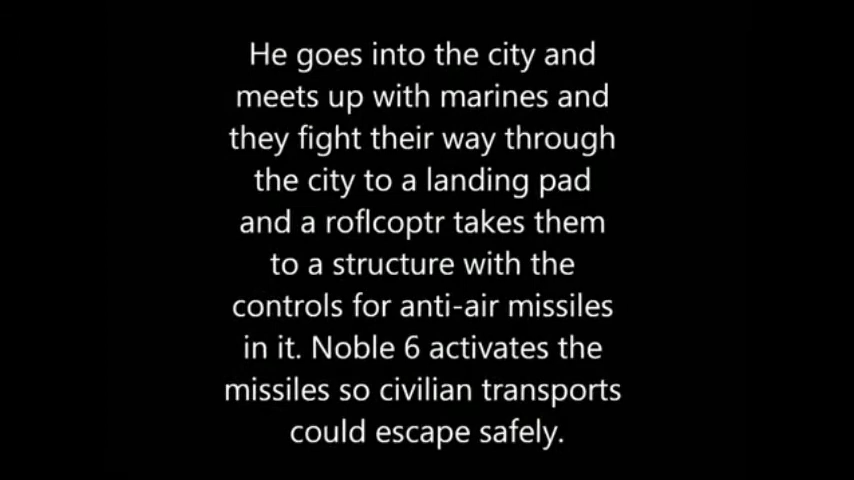 He goes into the city and
meets up with marines and
they fight their way through
the city to a landing pad
and a roflcoptr takes them
to a structure with the
controls for anti-air missiles
in it. Noble 6 activates the
missiles so civilian transports
could escape safely.